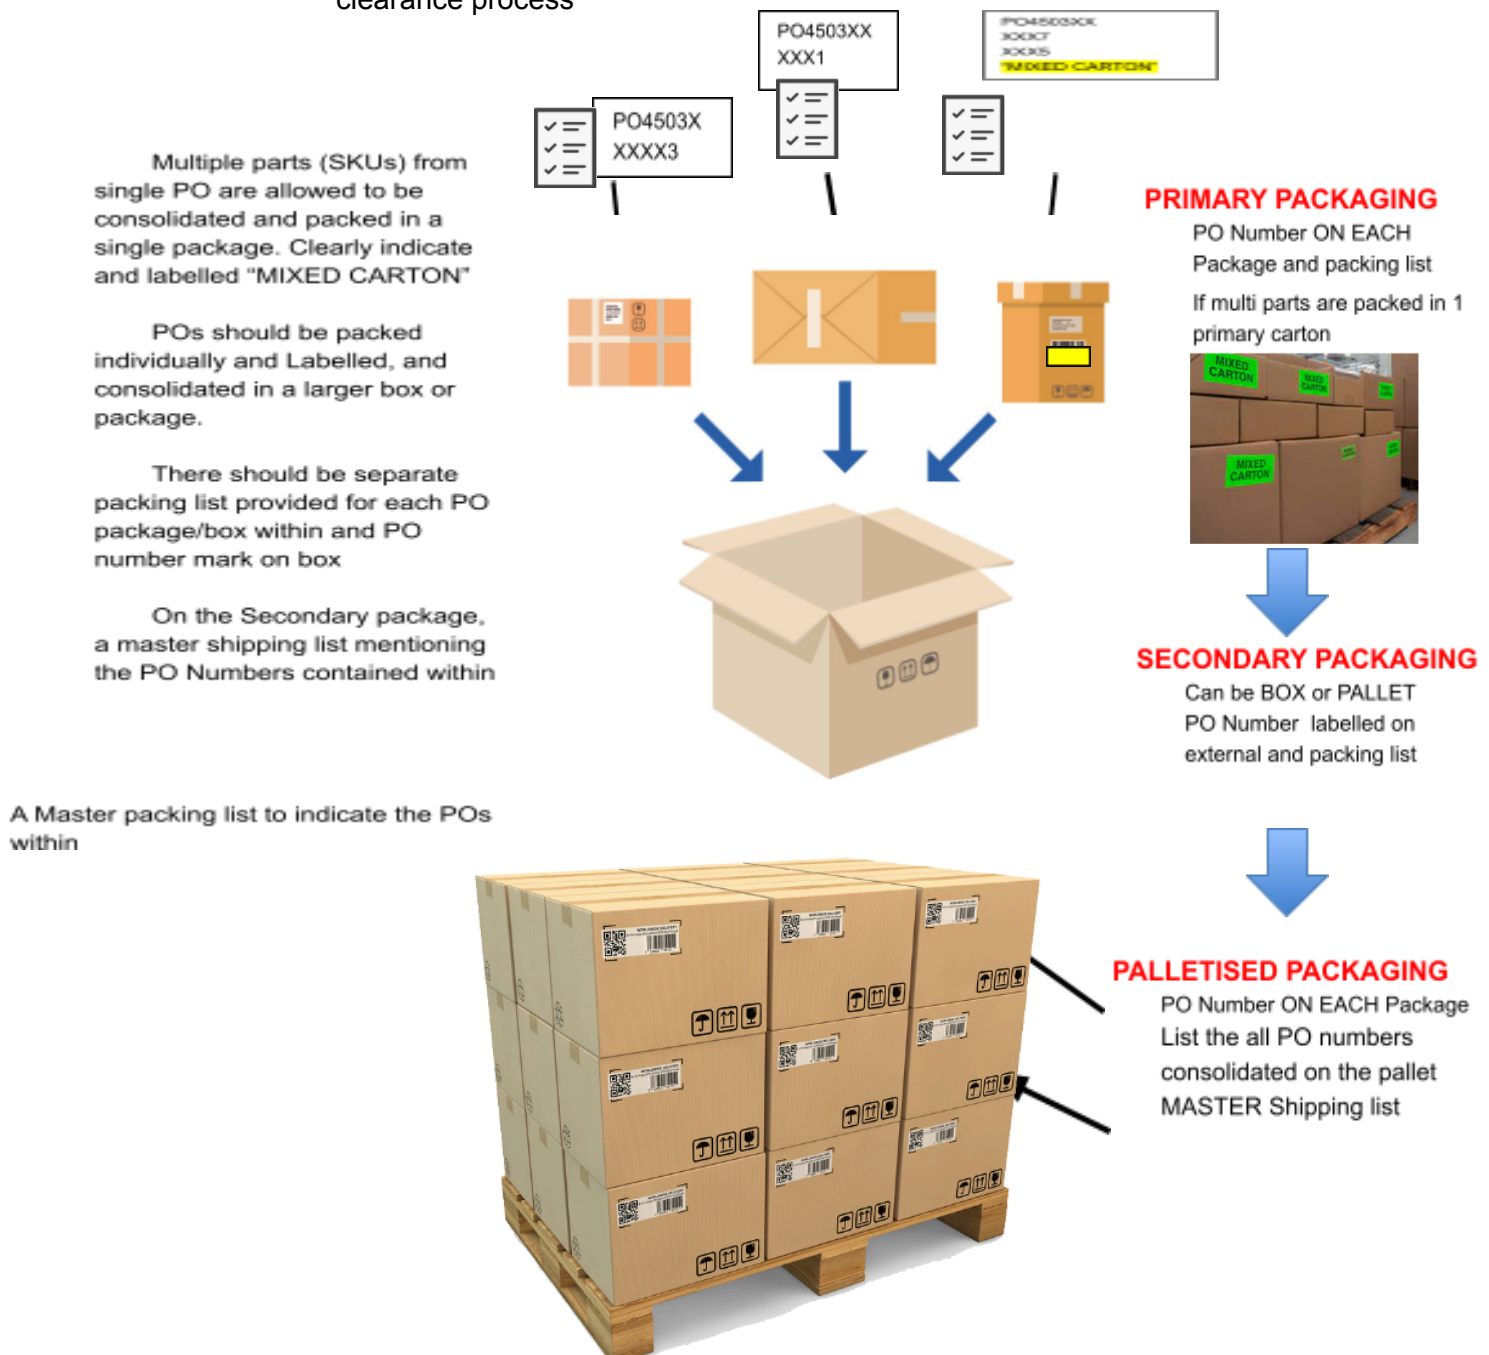 clearance process
PO4503XX
XXX1
PO4503XX
XXX7
XXX5
"MIXED CARTON"
PO4503X
XXXX3
Multiple parts (SKUs) from
single PO are allowed to be
consolidated and packed in a
single package. Clearly indicate
and labelled "MIXED CARTON"
POs should be packed
individually and Labelled, and
consolidated in a larger box or
package.
There should be separate
packing list provided for each PO
package/box within and PO
number mark on box
On the Secondary package,
a master shipping list mentioning
the PO Numbers contained within
PRIMARY PACKAGING
PO Number ON EACH
Package and packing list
If multi parts are packed in 1
primary carton
MIXED
CARTON
MIXED
CARTON
MIXED
CARTON
SECONDARY PACKAGING
Can be BOX or PALLET
PO Number labelled on
external and packing list
A Master packing list to indicate the POs
within
PALLETISED PACKAGING
PO Number ON EACH Package
List the all PO numbers
consolidated on the pallet
MASTER Shipping list